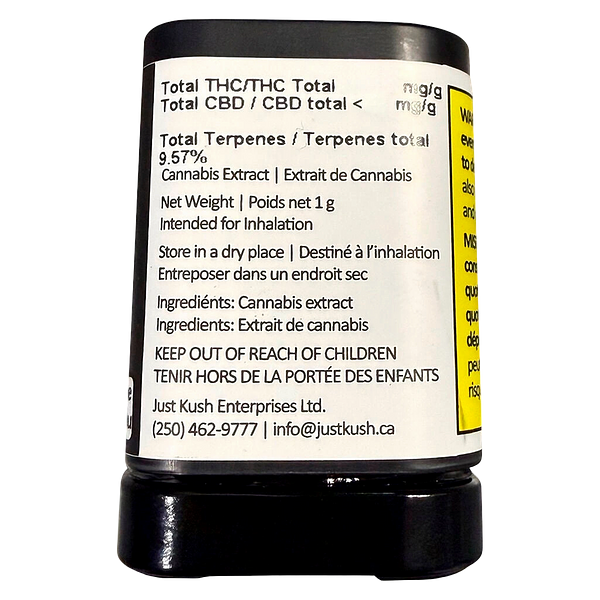 Total THC/THC Total mg/g
Total CBD / CBD total < mg/g
Total Terpenes / Terpenes total
9.57%
Cannabis Extract | Extrait de Cannabis
Net Weight | Poids net 1 g
Intended for Inhalation
Store in a dry place | Destiné à l'inhalation
Entreposer dans un endroit sec
Ingrediénts: Cannabis extract
Ingredients: Extrait de cannabis
KEEP OUT OF REACH OF CHILDREN
TENIR HORS DE LA PORTÉE DES ENFANTS
Just Kush Enterprises Ltd.
(250) 462-9777 | info@justkush.ca
also
and